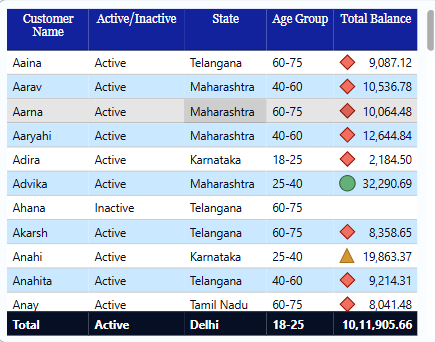 Customer Name Active/Inactive State Age Group Total Balance
Aaina Active Telangana 60-75 9,087.12
Aarav Active Maharashtra 40-60 10,536.78
Aarna Active Maharashtra 60-75 10,064.48
Aaryahi Active Maharashtra 40-60 12,644.84
Adira Active Karnataka 18-25 2,184.50
Advika Active Maharashtra 25-40 32,290.69
Ahana Inactive Telangana 60-75
Akarsh Active Telangana 60-75 8,358.65
Anahi Active Karnataka 25-40 19,863.37
Anahita Active Telangana 40-60 9,214.31
Anay Active Tamil Nadu 60-75 8,041.48
Total Active Delhi 18-25 10,11,905.66